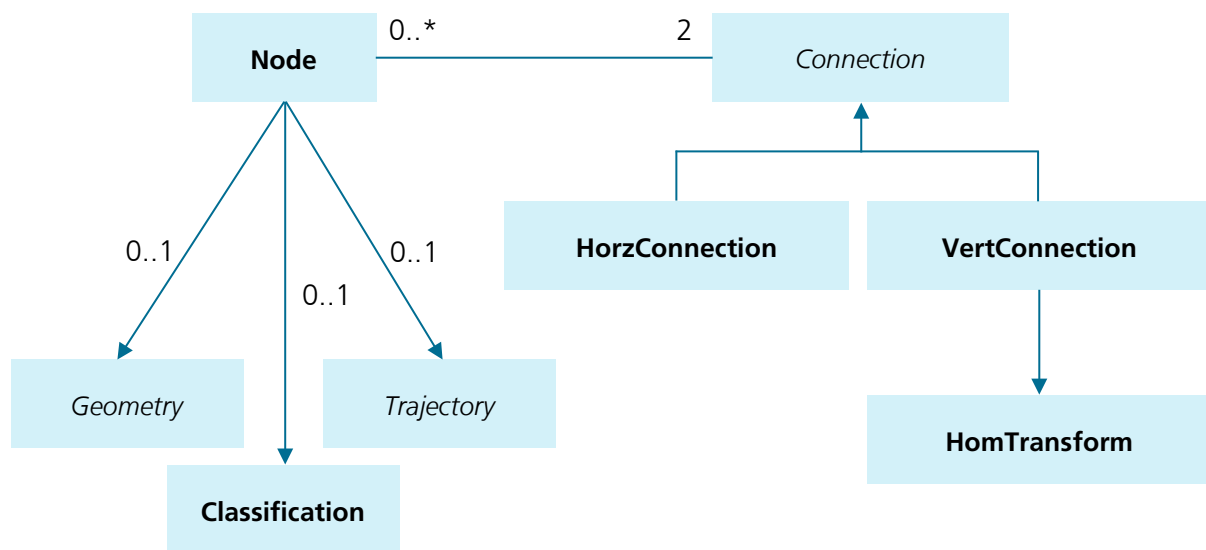 0..*
2
Node
Connection
HorzConnection
VertConnection
0..1
0..1
0..1
Geometry
Trajectory
HomTransform
Classification